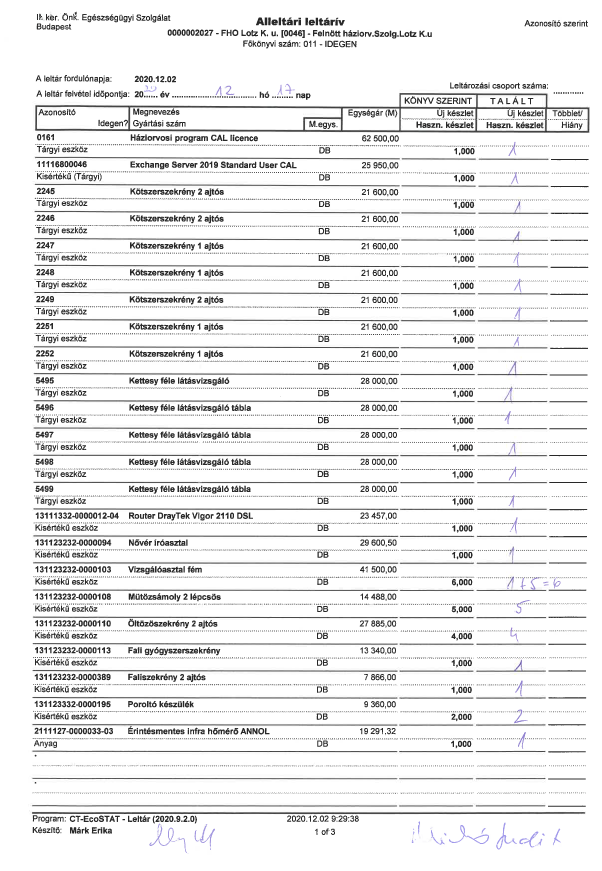 II. ker. Önk. Egészségügyi Szolgálat
Budapest
Alleltári leltárív
0000002027 - FHO Lotz K. u. [0046] - Felnőtt háziorv.Szolg.Lotz K.u
Főkönyvi szám: 011 - IDEGEN
Azonosító szerint
A leltár fordulónapja: 2020.12.02
A leltár felvétel időpontja: 2020 év 12 hó 17 nap
Leltározási csoport száma: ..........
KÖNYV SZERINT TALÁLT
Azonosító Megnevezés Egységár (M) Új készlet Új készlet Többlet/
Idegen? Gyártási szám M.egys. Haszn. készlet Haszn. készlet Hiány
0161 Háziorvosi program CAL licence 62 500,00
Tárgyi eszköz DB 1,000 1
11116800046 Exchange Server 2019 Standard User CAL 25 950,00
Kisértékű (Tárgyi) DB 1,000 1
2245 Kötszerszekrény 2 ajtós 21 600,00
Tárgyi eszköz DB 1,000 1
2246 Kötszerszekrény 2 ajtós 21 600,00
Tárgyi eszköz DB 1,000 1
2247 Kötszerszekrény 1 ajtós 21 600,00
Tárgyi eszköz DB 1,000 1
2248 Kötszerszekrény 1 ajtós 21 600,00
Tárgyi eszköz DB 1,000 1
2249 Kötszerszekrény 2 ajtós 21 600,00
Tárgyi eszköz DB 1,000 1
2251 Kötszerszekrény 1 ajtós 21 600,00
Tárgyi eszköz DB 1,000 1
2252 Kötszerszekrény 1 ajtós 21 600,00
Tárgyi eszköz DB 1,000 1
5495 Kettesy féle látásvizsgáló 28 000,00
Tárgyi eszköz DB 1,000 1
5496 Kettesy féle látásvizsgáló tábla 28 000,00
Tárgyi eszköz DB 1,000 1
5497 Kettesy féle látásvizsgáló tábla 28 000,00
Tárgyi eszköz DB 1,000 1
5498 Kettesy féle látásvizsgáló tábla 28 000,00
Tárgyi eszköz DB 1,000 1
5499 Kettesy féle látásvizsgáló tábla 28 000,00
Tárgyi eszköz DB 1,000 1
13111332-0000012-04 Router DrayTek Vigor 2110 DSL 23 457,00
Kisértékű eszköz DB 1,000 1
131123232-0000094 Nővér íróasztal 29 600,50
Kisértékű eszköz DB 1,000 1
131123232-0000103 Vizsgálóasztal fém 41 500,00
Kisértékű eszköz DB 6,000 1+5=6
131123232-0000108 Műtőzsámoly 2 lépcsős 14 488,00
Kisértékű eszköz DB 5,000 5
131123232-0000110 Öltözőszekrény 2 ajtós 27 885,00
Kisértékű eszköz DB 4,000 4
131123232-0000113 Fali gyógyszerszekrény 13 340,00
Kisértékű eszköz DB 1,000 1
131123232-0000389 Faliszekrény 2 ajtós 7 866,00
Kisértékű eszköz DB 1,000 1
131123332-0000195 Poroltó készülék 9 360,00
Kisértékű eszköz DB 2,000 2
2111127-0000033-03 Érintésmentes infra hőmérő ANNOL 19 291,32
Anyag DB 1,000 1
Program: CT-EcoSTAT - Leltár (2020.9.2.0) 2020.12.02 9:29:38
Készítő: Márk Erika 1 of 3 Judit